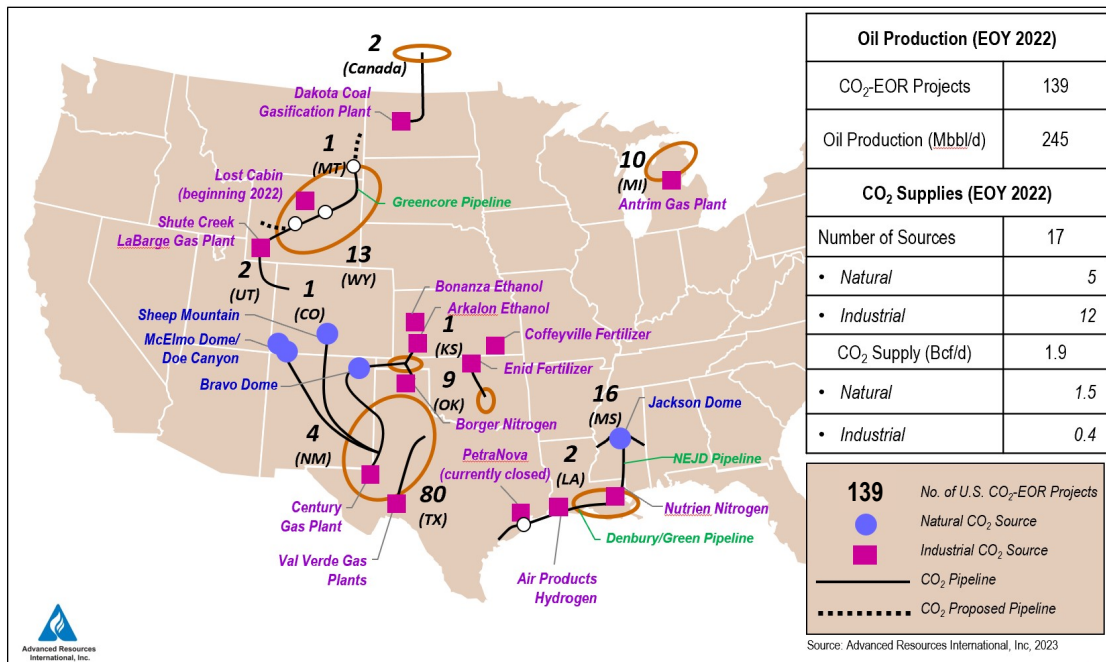 2
(Canada)
Dakota Coal
Gasification Plant
1
(MT)
Lost Cabin
(beginning 2022)
Greencore Pipeline
Shute Creek
LaBarge Gas Plant
13
(WY)
2
(UT)
1
(CO)
Sheep Mountain
McElmo Dome/
Doe Canyon
Bravo Dome
Bonanza Ethanol
Arkalon Ethanol
1
(KS)
Coffeyville Fertilizer
Enid Fertilizer
9
(OK)
Borger Nitrogen
10
(MI)
Antrim Gas Plant
16
(MS)
Jackson Dome
NEJD Pipeline
4
(NM)
PetraNova
(currently closed)
2
(LA)
Century
Gas Plant
80
(TX)
Val Verde Gas
Plants
Nutrien Nitrogen
Denbury/Green Pipeline
Air Products
Hydrogen
Advanced Resources
International, Inc.
Oil Production (EOY 2022)
CO₂-EOR Projects 139
Oil Production (Mbbl/d) 245
CO₂ Supplies (EOY 2022)
Number of Sources 17
• Natural 5
• Industrial 12
CO₂ Supply (Bcf/d) 1.9
• Natural 1.5
• Industrial 0.4
139 No. of U.S. CO₂-EOR Projects
Natural CO₂ Source
Industrial CO₂ Source
CO₂ Pipeline
CO₂ Proposed Pipeline
Source: Advanced Resources International, Inc, 2023